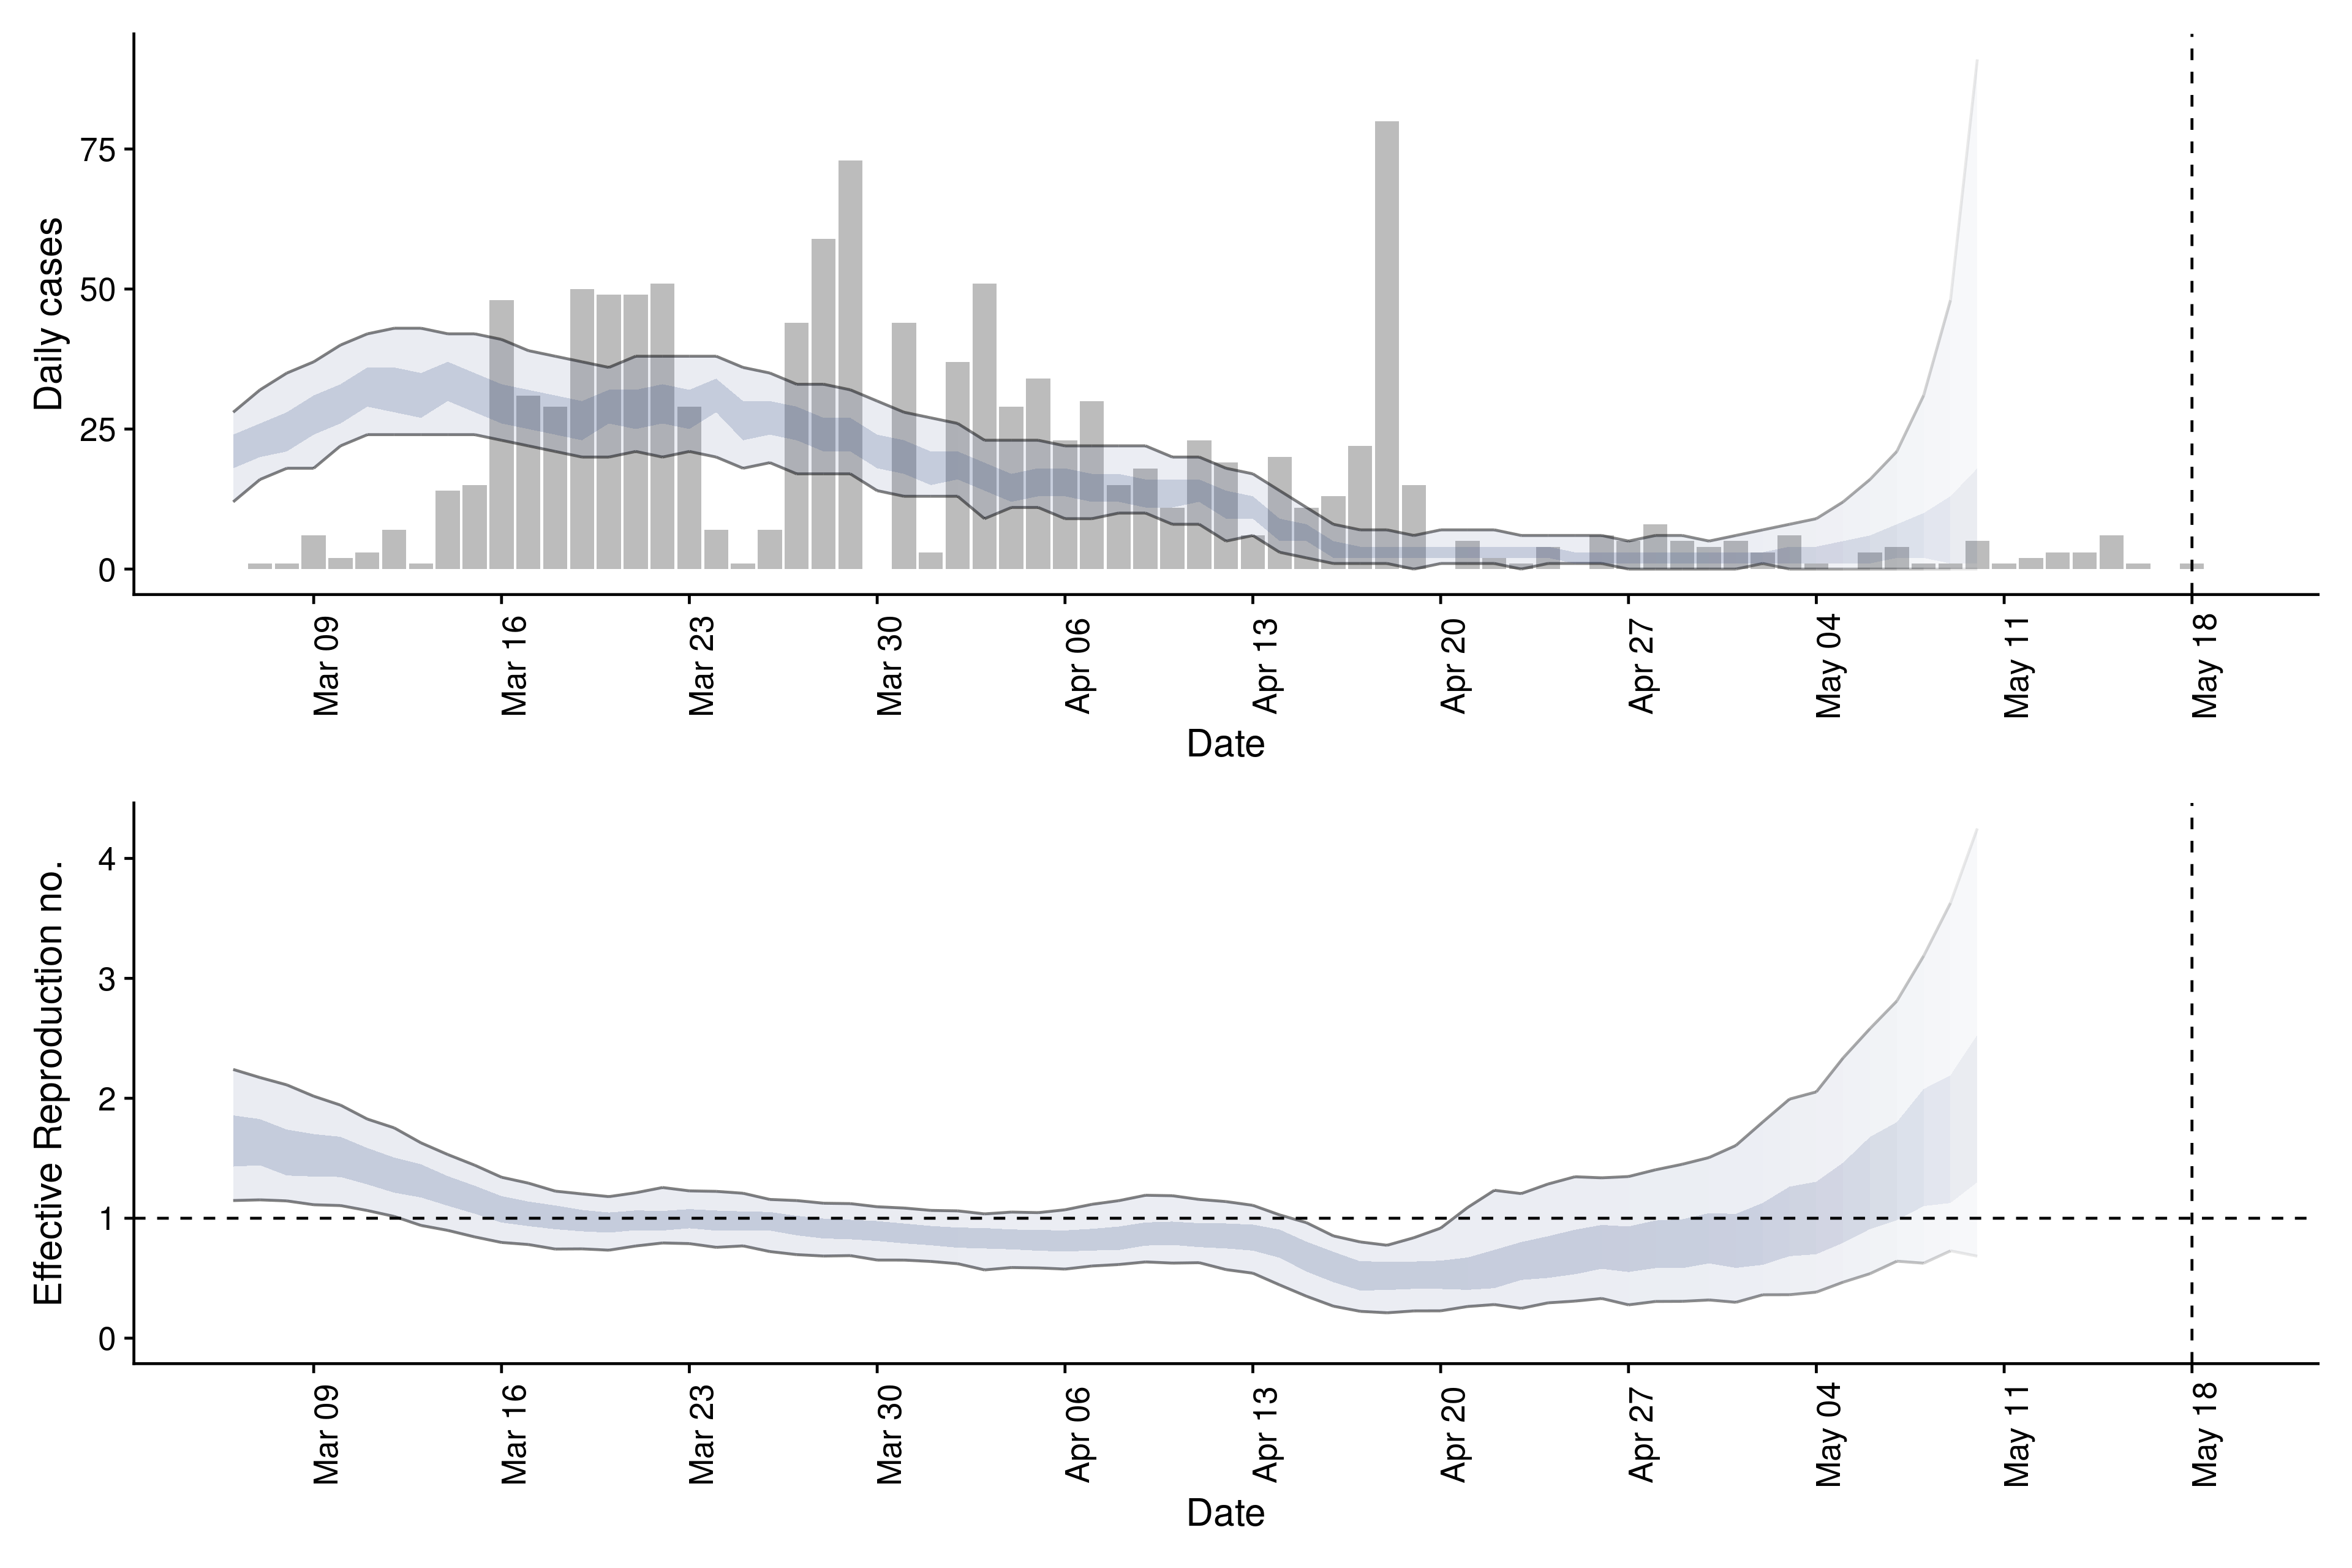 Daily cases
75
50
25
0
Mar 09
Mar 16
Mar 23
Mar 30
Apr 06
Apr 13
Apr 20
Apr 27
May 04
May 11
May 18
Date
Effective Reproduction no.
4
3
2
1
0
Mar 09
Mar 16
Mar 23
Mar 30
Apr 06
Apr 13
Apr 20
Apr 27
May 04
May 11
May 18
Date